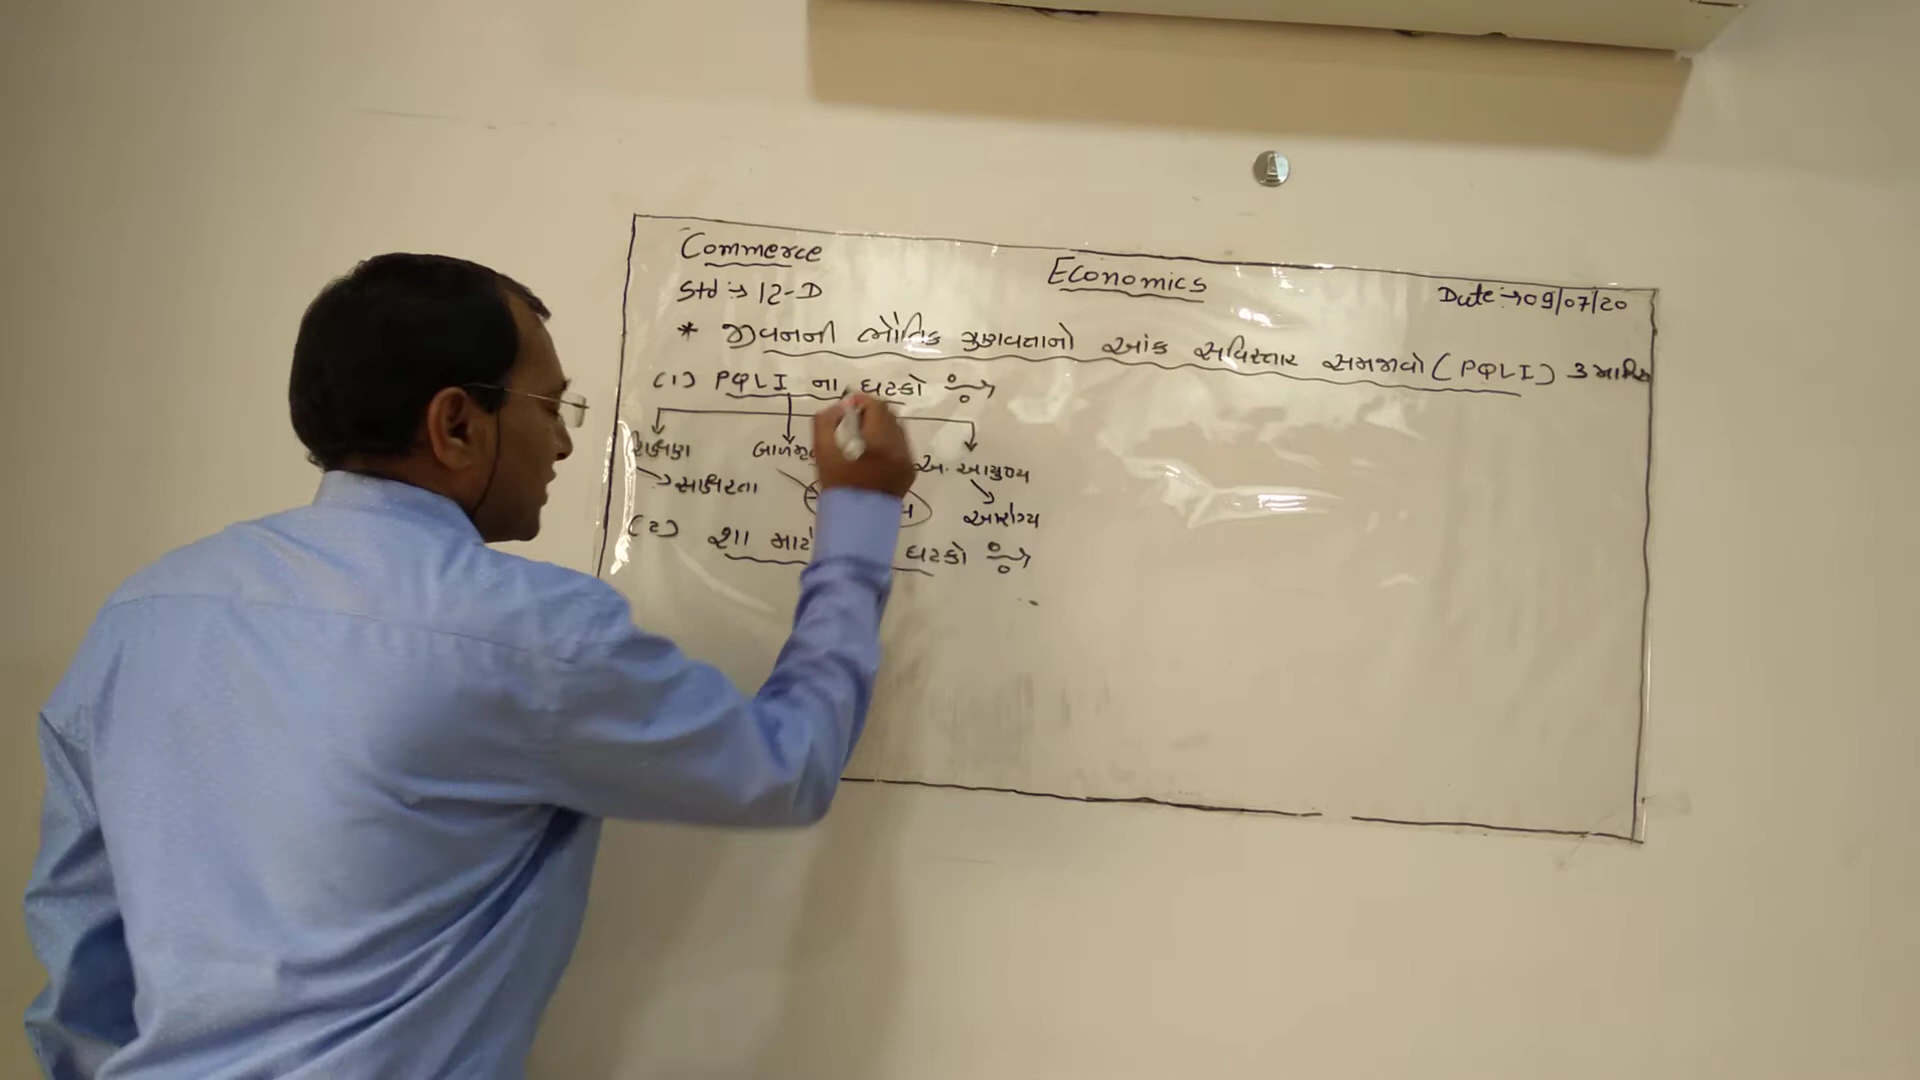 Commerce
Economics
Std :→ 12-D
Date :→ 09/07/20
* જીવનની ભૌતિક ગુણવત્તાનો આંક સવિસ્તાર સમજાવો (PQLI) 3 માર્કિસ
(1) PQLI ના ઘટકો
શિક્ષણ
અ. આયુષ્ય
→ સાક્ષરતા
આરોગ્ય
(2) શા માટે ઘટકો